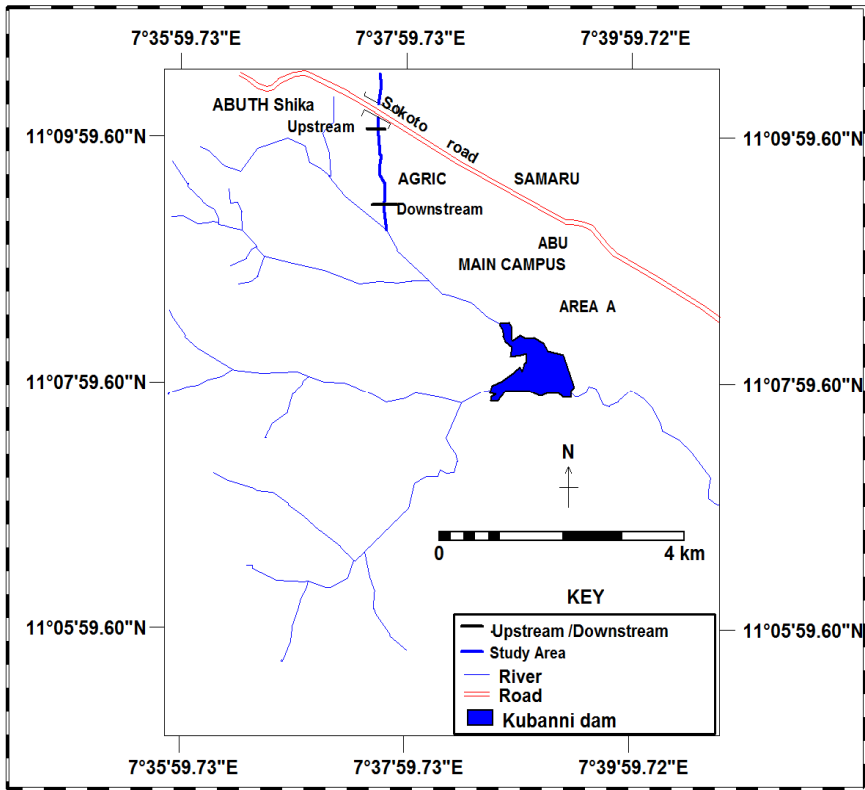 7°35'59.73"E 7°37'59.73"E 7°39'59.72"E
ABUTH Shika
Sokoto road
Upstream
11°09'59.60"N 11°09'59.60"N
AGRIC
SAMARU
Downstream
ABU
MAIN CAMPUS
AREA A
11°07'59.60"N 11°07'59.60"N
N
0 4 km
KEY
11°05'59.60"N 11°05'59.60"N
Upstream /Downstream
Study Area
River
Road
Kubanni dam
7°35'59.73"E 7°37'59.73"E 7°39'59.72"E